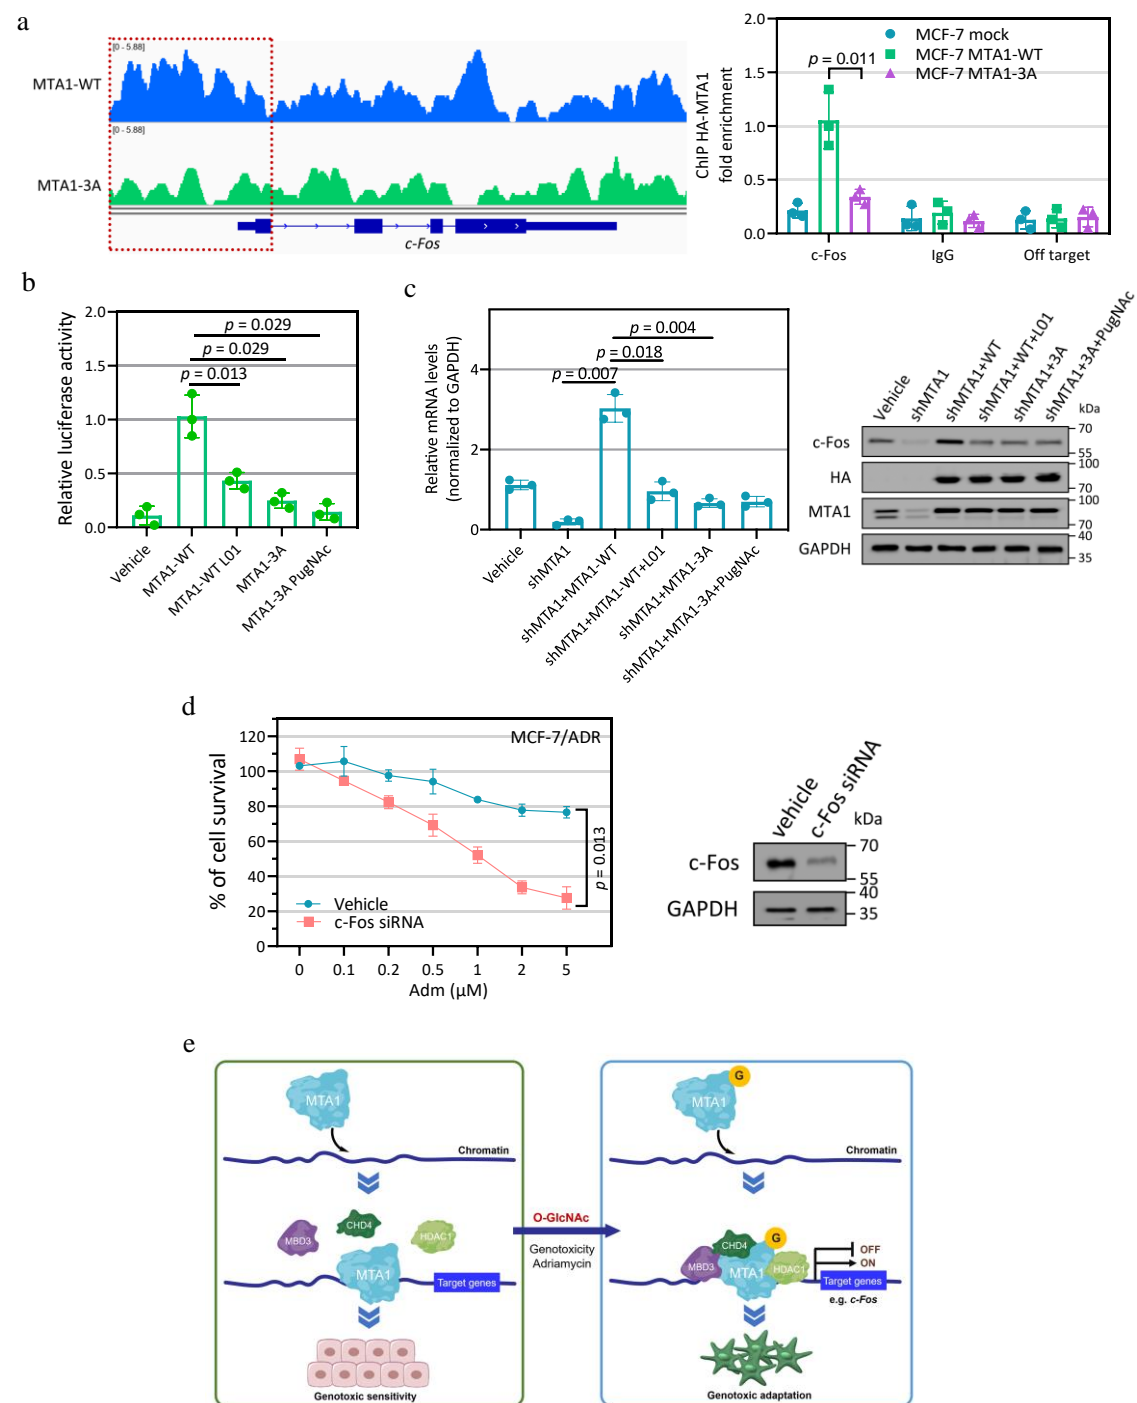 a
[0 - 5.88]
MTA1-WT
[0 - 5.88]
MTA1-3A
c-Fos
ChIP HA-MTA1
fold enrichment
2.0
1.5
1.0
0.5
0.0
MCF-7 mock
MCF-7 MTA1-WT
MCF-7 MTA1-3A
p = 0.011
c-Fos
IgG
Off target
b
Relative luciferase activity
2.0
1.5
1.0
0.5
0.0
p = 0.029
p = 0.029
p = 0.013
Vehicle
MTA1-WT
MTA1-WT L01
MTA1-3A
MTA1-3A PugNAc
c
Relative mRNA levels
(normalized to GAPDH)
4
2
0
p = 0.004
p = 0.018
p = 0.007
Vehicle
shMTA1
shMTA1+MTA1-WT
shMTA1+MTA1-WT+L01
shMTA1+MTA1-3A
shMTA1+MTA1-3A+PugNAc
Vehicle
shMTA1
shMTA1+WT
shMTA1+WT+L01
shMTA1+3A
shMTA1+3A+PugNAc
kDa
c-Fos
70
55
HA
100
70
MTA1
100
70
GAPDH
40
35
d
% of cell survival
120
100
80
60
40
20
0
MCF-7/ADR
p = 0.013
Vehicle
c-Fos siRNA
0
0.1
0.2
0.5
1
2
5
Adm (μM)
vehicle
c-Fos siRNA
kDa
c-Fos
70
55
GAPDH
40
35
e
MTA1
Chromatin
MBD3
CHD4
HDAC1
MTA1
Target genes
Genotoxic sensitivity
O-GlcNAc
Genotoxicity
Adriamycin
G
MTA1
Chromatin
G
CHD4
MBD3
MTA1
HDAC1
OFF
ON
Target genes
e.g. c-Fos
Genotoxic adaptation